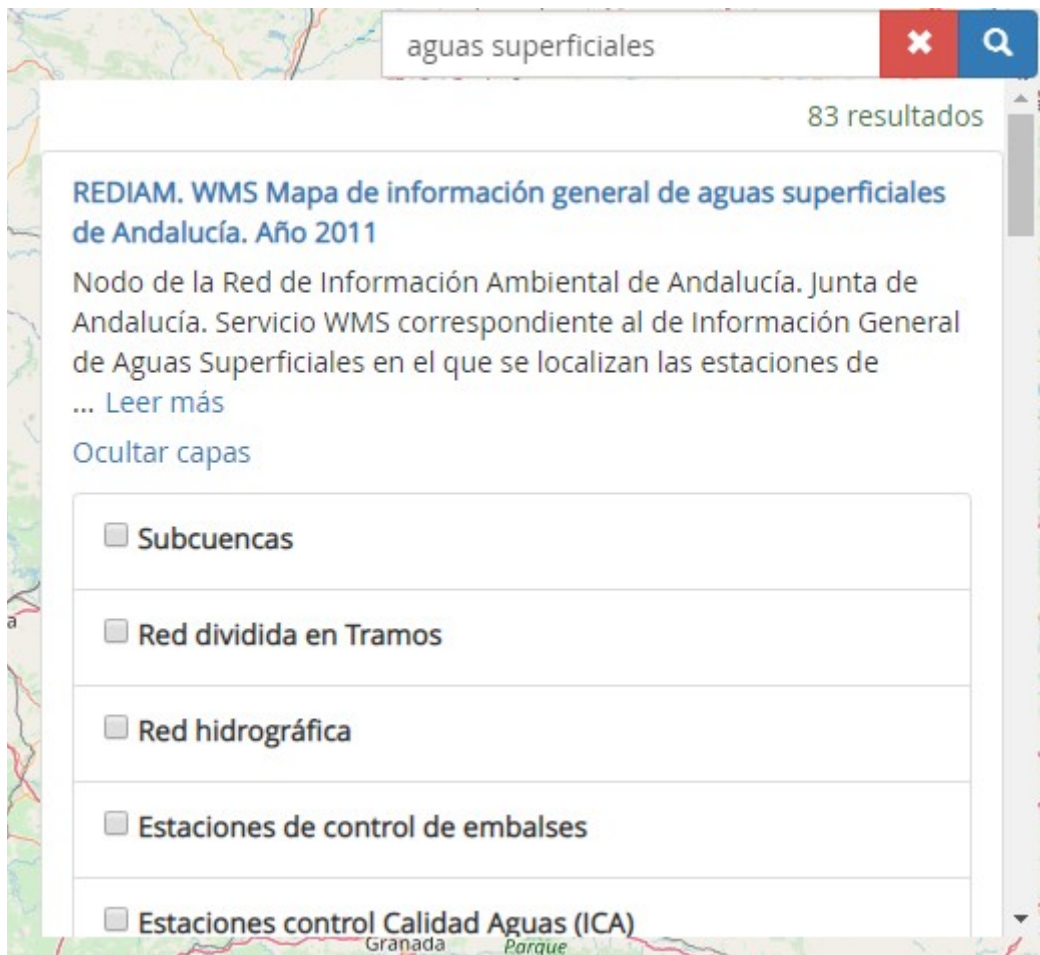 aguas superficiales
83 resultados
REDIAM. WMS Mapa de información general de aguas superficiales
de Andalucía. Año 2011
Nodo de la Red de Información Ambiental de Andalucía. Junta de
Andalucía. Servicio WMS correspondiente al de Información General
de Aguas Superficiales en el que se localizan las estaciones de
... Leer más
Ocultar capas
Subcuencas
Red dividida en Tramos
Red hidrográfica
Estaciones de control de embalses
Estaciones control Calidad Aguas (ICA)
Granada
Parque